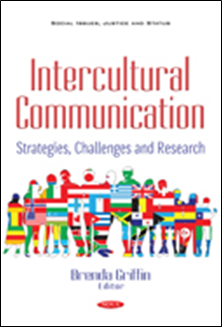 SOCIAL ISSUES, JUSTICE AND STATUS
Intercultural
Communication
Strategies, Challenges and Research
Brenda Griffin
Editor